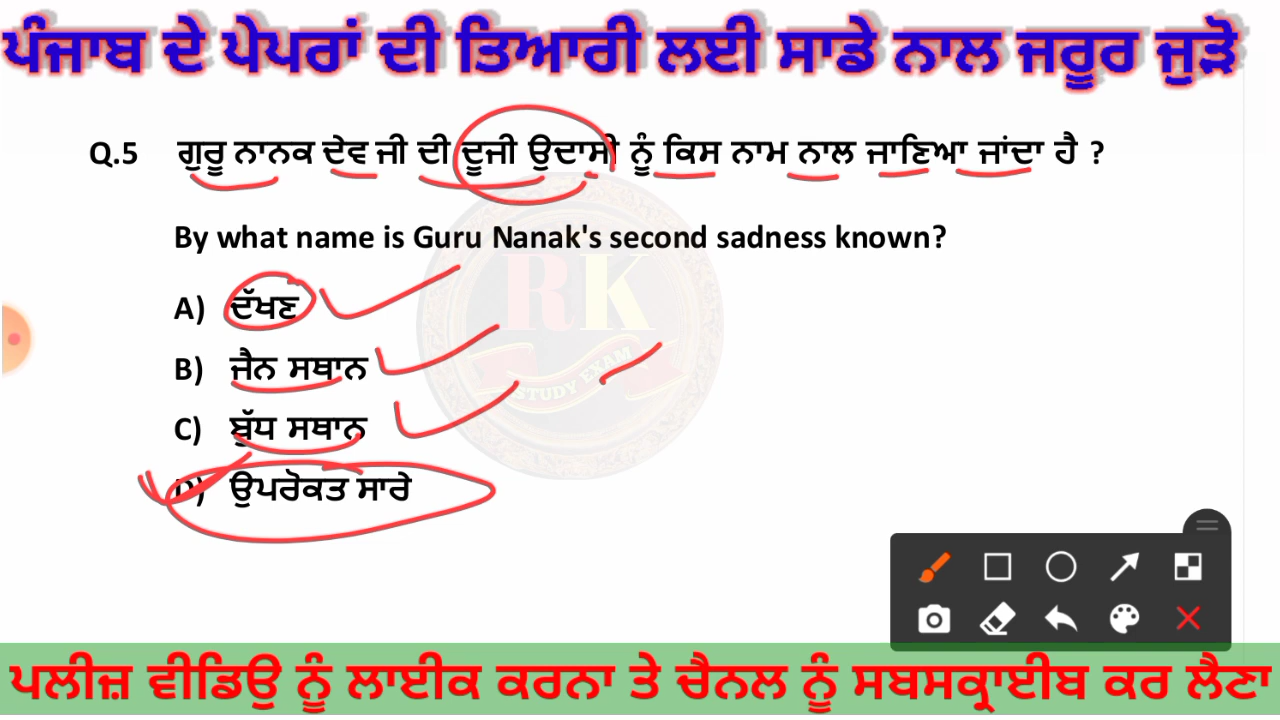 ਪੰਜਾਬ ਦੇ ਪੇਪਰਾਂ ਦੀ ਤਿਆਰੀ ਲਈ ਸਾਡੇ ਨਾਲ ਜਰੂਰ ਜੁੜੋ
Q.5 ਗੁਰੂ ਨਾਨਕ ਦੇਵ ਜੀ ਦੀ ਦੂਜੀ ਉਦਾਸੀ ਨੂੰ ਕਿਸ ਨਾਮ ਨਾਲ ਜਾਣਿਆ ਜਾਂਦਾ ਹੈ ?
By what name is Guru Nanak's second sadness known?
A) ਦੱਖਣ
B) ਜੈਨ ਸਥਾਨ
C) ਬੁੱਧ ਸਥਾਨ
D) ਉਪਰੋਕਤ ਸਾਰੇ
RK
STUDY EXAM
ਪਲੀਜ਼ ਵੀਡਿਉ ਨੂੰ ਲਾਈਕ ਕਰਨਾ ਤੇ ਚੈਨਲ ਨੂੰ ਸਬਸਕ੍ਰਾਈਬ ਕਰ ਲੈਣਾ